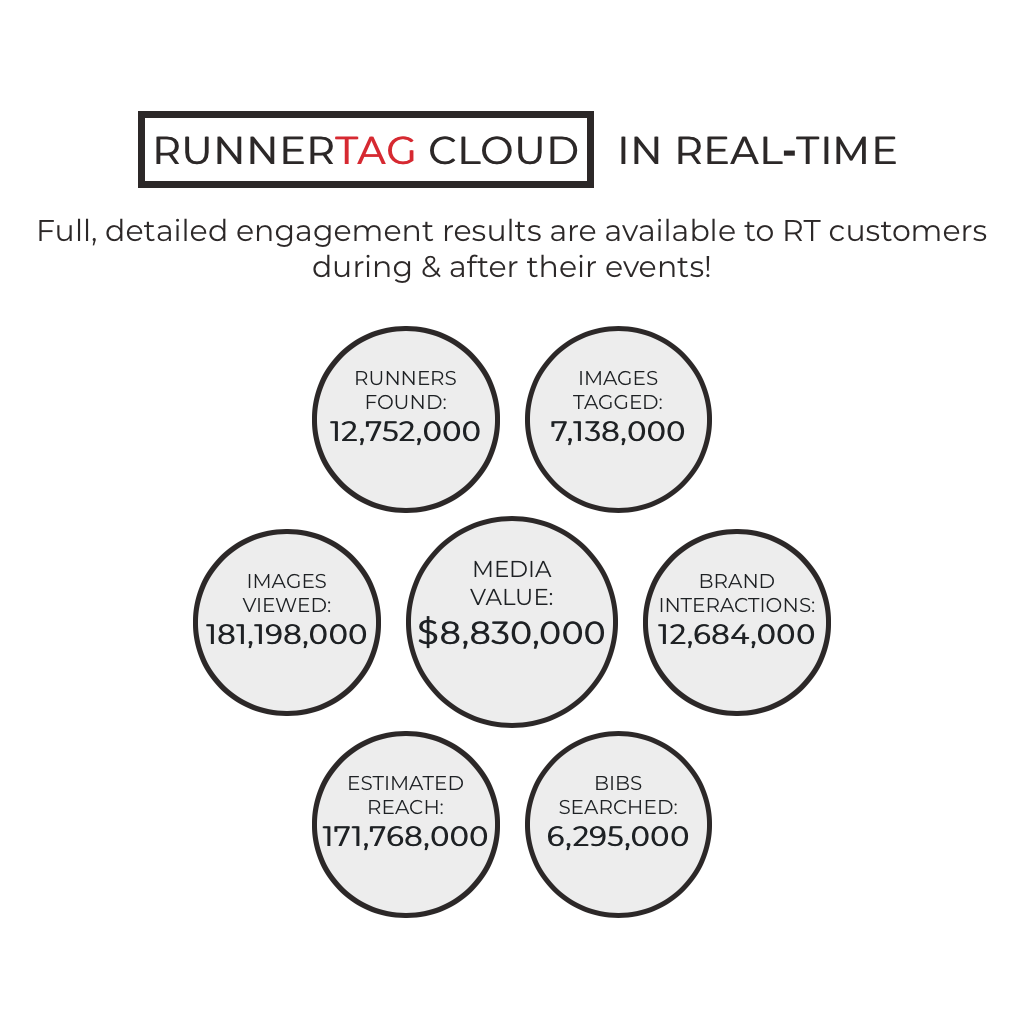 RUNNERTAG CLOUD IN REAL-TIME
Full, detailed engagement results are available to RT customers
during & after their events!
RUNNERS
FOUND:
12,752,000
IMAGES
TAGGED:
7,138,000
IMAGES
VIEWED:
181,198,000
MEDIA
VALUE:
$8,830,000
BRAND
INTERACTIONS:
12,684,000
ESTIMATED
REACH:
171,768,000
BIBS
SEARCHED:
6,295,000